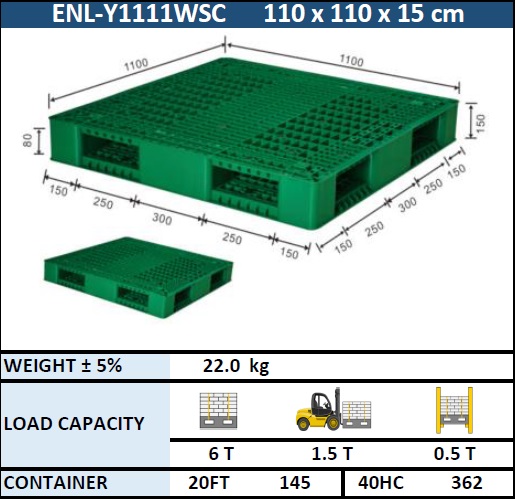 ENL-Y1111WSC 110 x 110 x 15 cm
1100 1100
80 150
150 250 300 250 150
150 250 300 250 150
WEIGHT ± 5% 22.0 kg
LOAD CAPACITY
6 T 1.5 T 0.5 T
CONTAINER 20FT 145 40HC 362